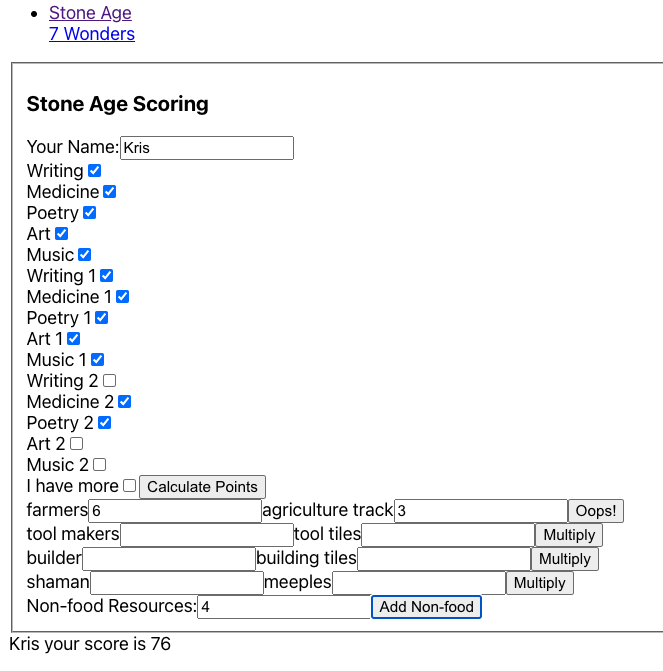 Stone Age
7 Wonders
Stone Age Scoring
Your Name: Kris
Writing
Medicine
Poetry
Art
Music
Writing 1
Medicine 1
Poetry 1
Art 1
Music 1
Writing 2
Medicine 2
Poetry 2
Art 2
Music 2
I have more Calculate Points
farmers 6 agriculture track 3 Oops!
tool makers tool tiles Multiply
builder building tiles Multiply
shaman meeples Multiply
Non-food Resources: 4 Add Non-food
Kris your score is 76